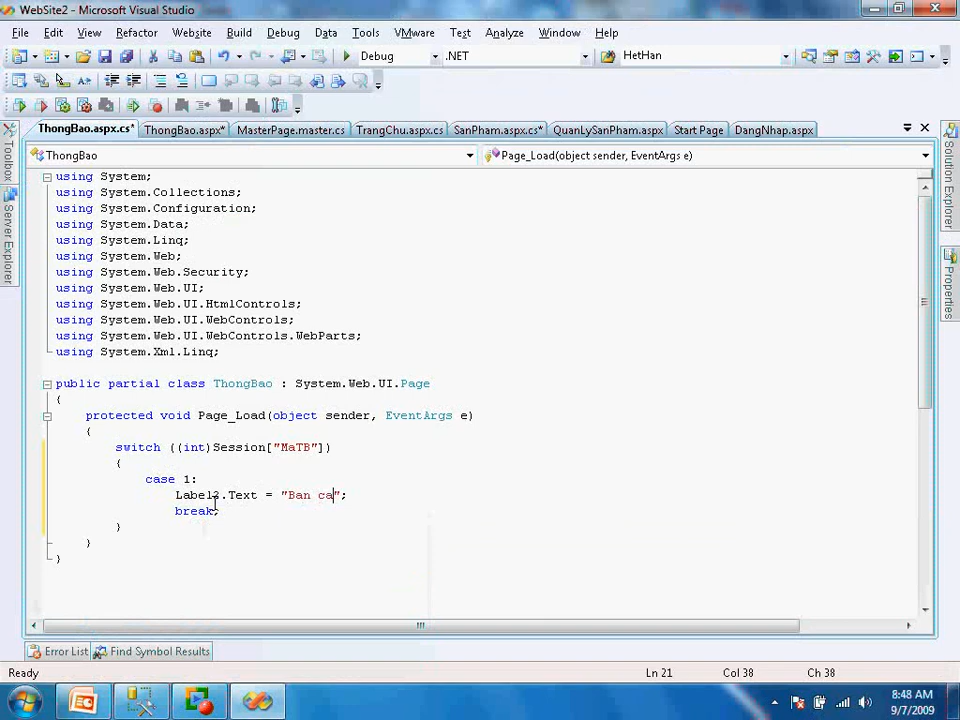 WebSite2 - Microsoft Visual Studio
File Edit View Refactor Website Build Debug Data Tools VMware Test Analyze Window Help
Debug .NET HetHan
ThongBao.aspx.cs* ThongBao.aspx* MasterPage.master.cs TrangChu.aspx.cs SanPham.aspx.cs* QuanLySanPham.aspx Start Page DangNhap.aspx
ThongBao Page_Load(object sender, EventArgs e)
Toolbox
Server Explorer
Solution Explorer
Properties
using System;
using System.Collections;
using System.Configuration;
using System.Data;
using System.Linq;
using System.Web;
using System.Web.Security;
using System.Web.UI;
using System.Web.UI.HtmlControls;
using System.Web.UI.WebControls;
using System.Web.UI.WebControls.WebParts;
using System.Xml.Linq;
public partial class ThongBao : System.Web.UI.Page
{
protected void Page_Load(object sender, EventArgs e)
{
switch ((int)Session["MaTB"])
{
case 1:
Label2.Text = "Ban ca";
break;
}
}
}
Error List Find Symbol Results
Ready Ln 21 Col 38 Ch 38
8:48 AM
9/7/2009